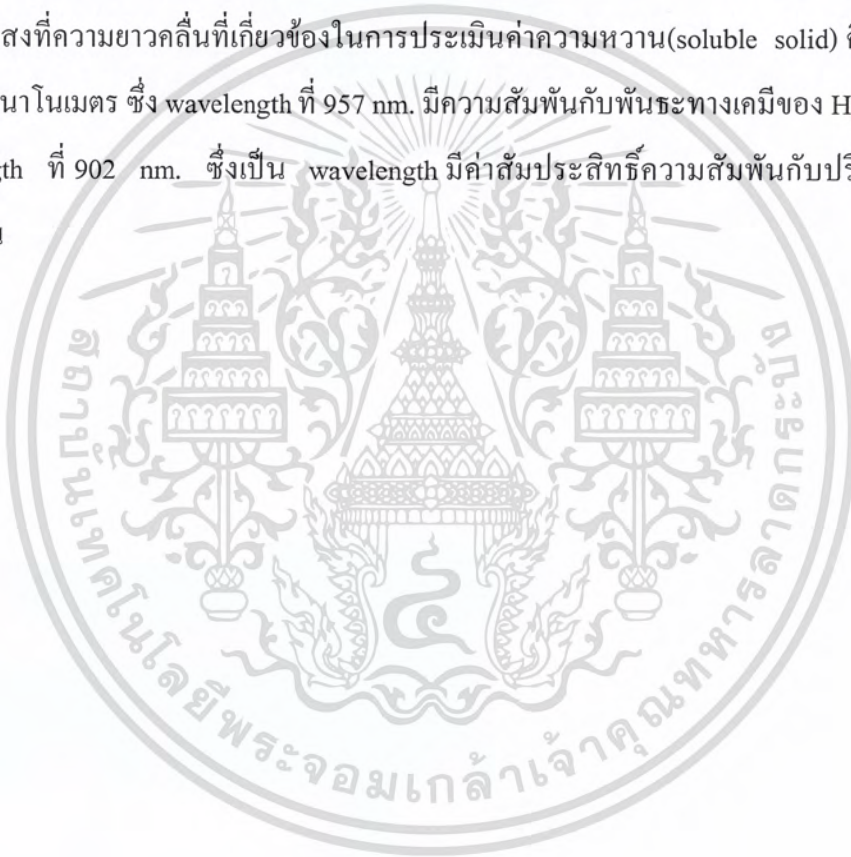 สงที่ความยาวคลื่นที่เกี่ยวข้องในการประเมินค่าความหวาน(soluble solid)
นาโนเมตร ซึ่ง wavelength ที่ 957 nm. มีความสัมพันธ์กับพันธะทางเคมีของ H
ที่ 902 nm. ซึ่งเป็น wavelength มีค่าสัมประสิทธิ์ความสัมพันธ์กับ
สถาบันเทคโนโลยีพระจอมเกล้าเจ้าคุณทหารลาดกระบัง